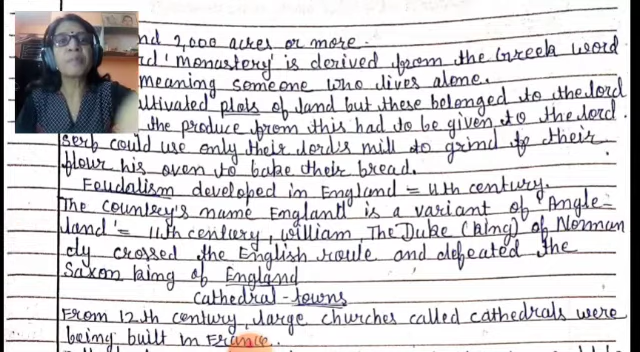 nd 2,000 acres or more.
rd 'monastery' is derived from the Greek word
meaning someone who lives alone.
ltivated plots of land but these belonged to the lord
the produce from this had to be given to the lord.
serf could use only their lord's mill to grind to their
flour his oven to bake their bread.
Feudalism developed in England = 11th century.
The country's name England is a variant of 'Angle-
land' = 11th century, william, The Duke (king) of Norman
dy crossed the English route and defeated the
Saxon king of England
Cathedral-towns
From 12th century, large churches called cathedrals were
being built in France.